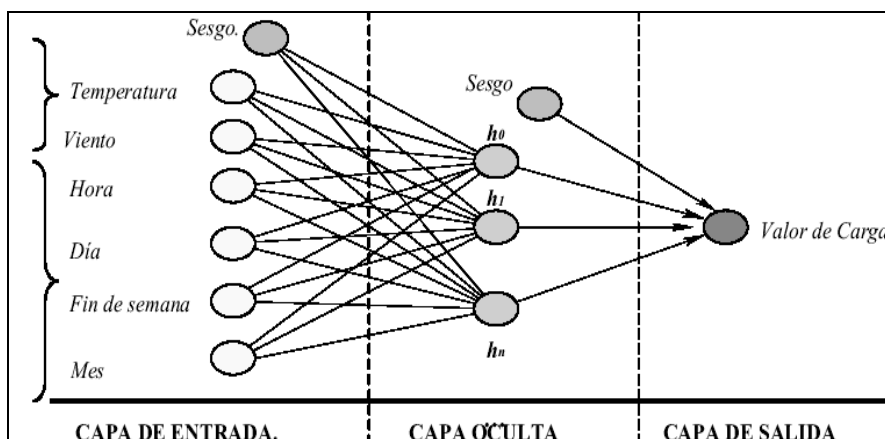 Sesgo.
Temperatura
Viento
Hora
Día
Fin de semana
Mes
Sesgo
h0
h1
hn
Valor de Carga
CAPA DE ENTRADA.
CAPA OCULTA
CAPA DE SALIDA